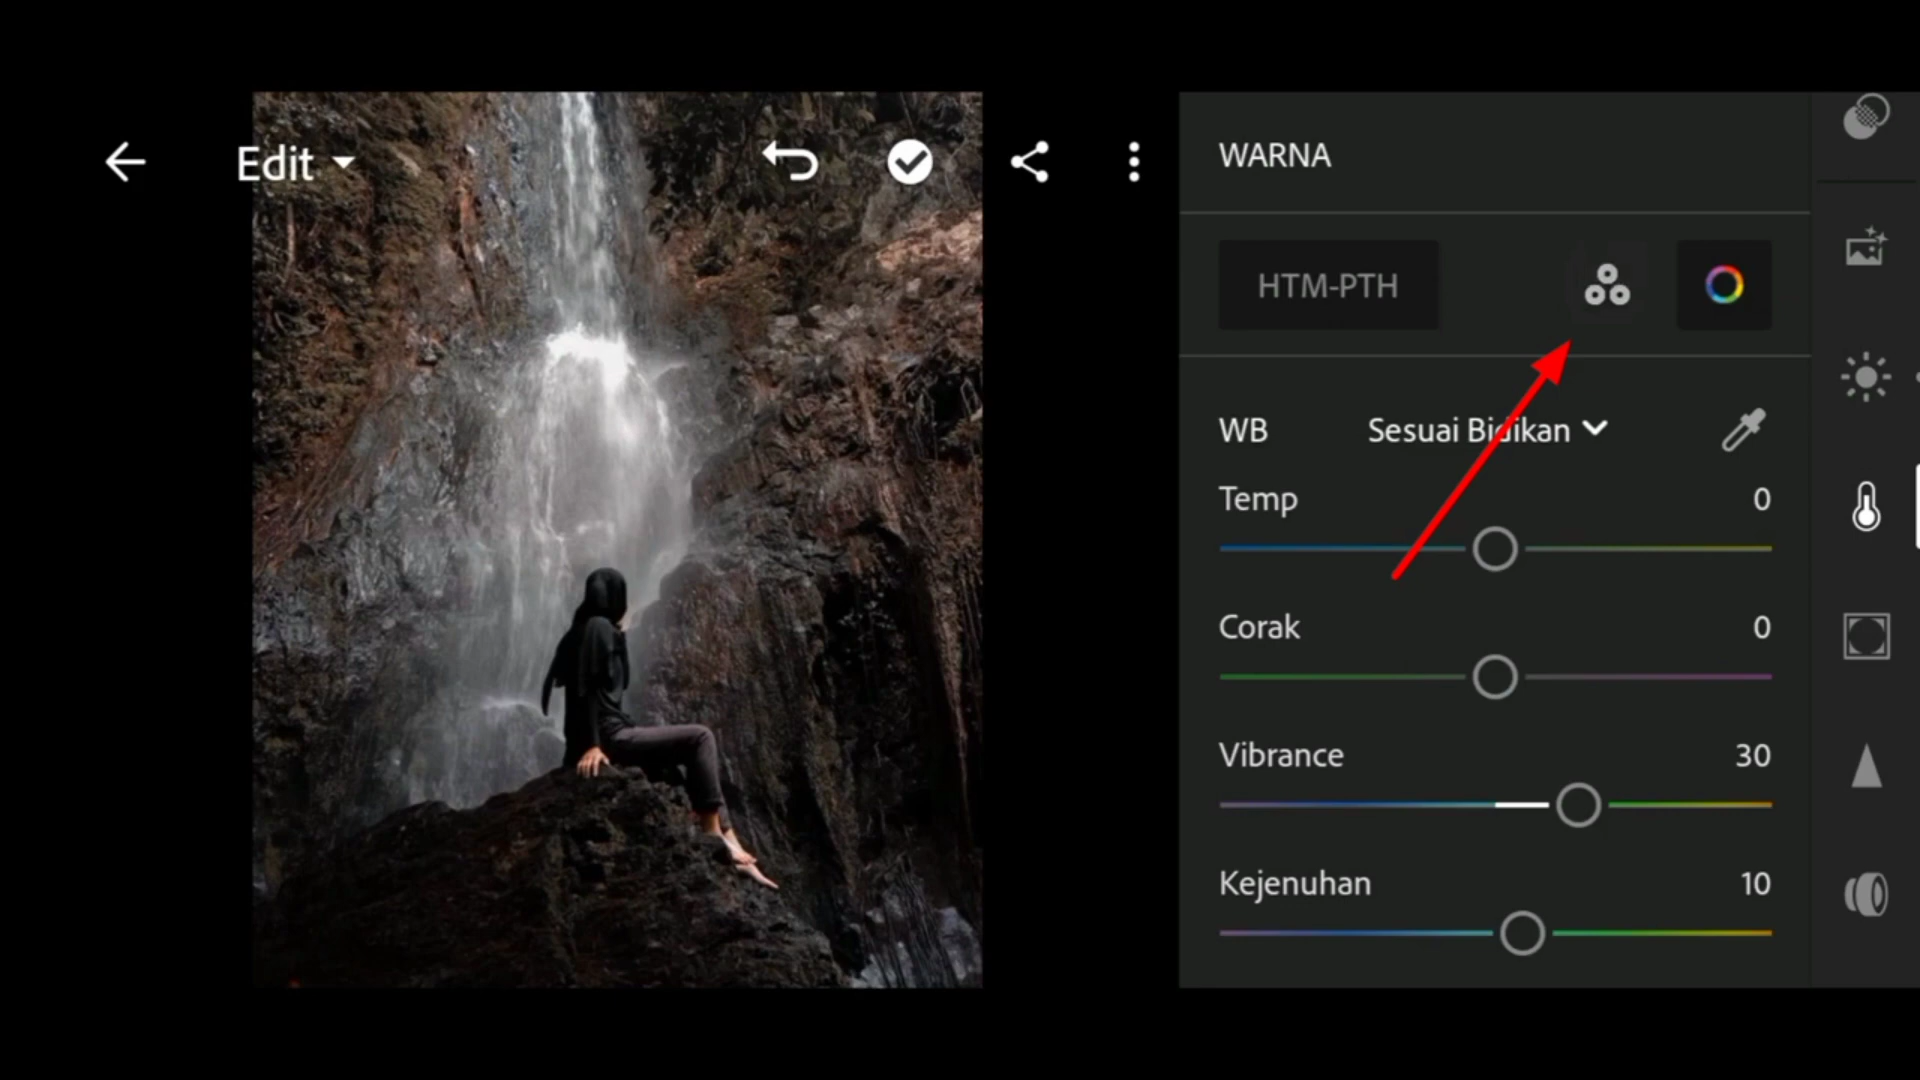 Edit
WARNA
HTM-PTH
WB Sesuai Bidikan
Temp 0
Corak 0
Vibrance 30
Kejenuhan 10